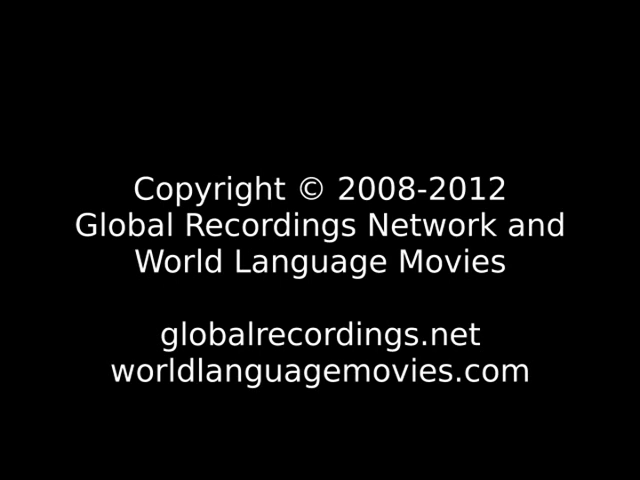 Copyright © 2008-2012
Global Recordings Network and
World Language Movies
globalrecordings.net
worldlanguagemovies.com